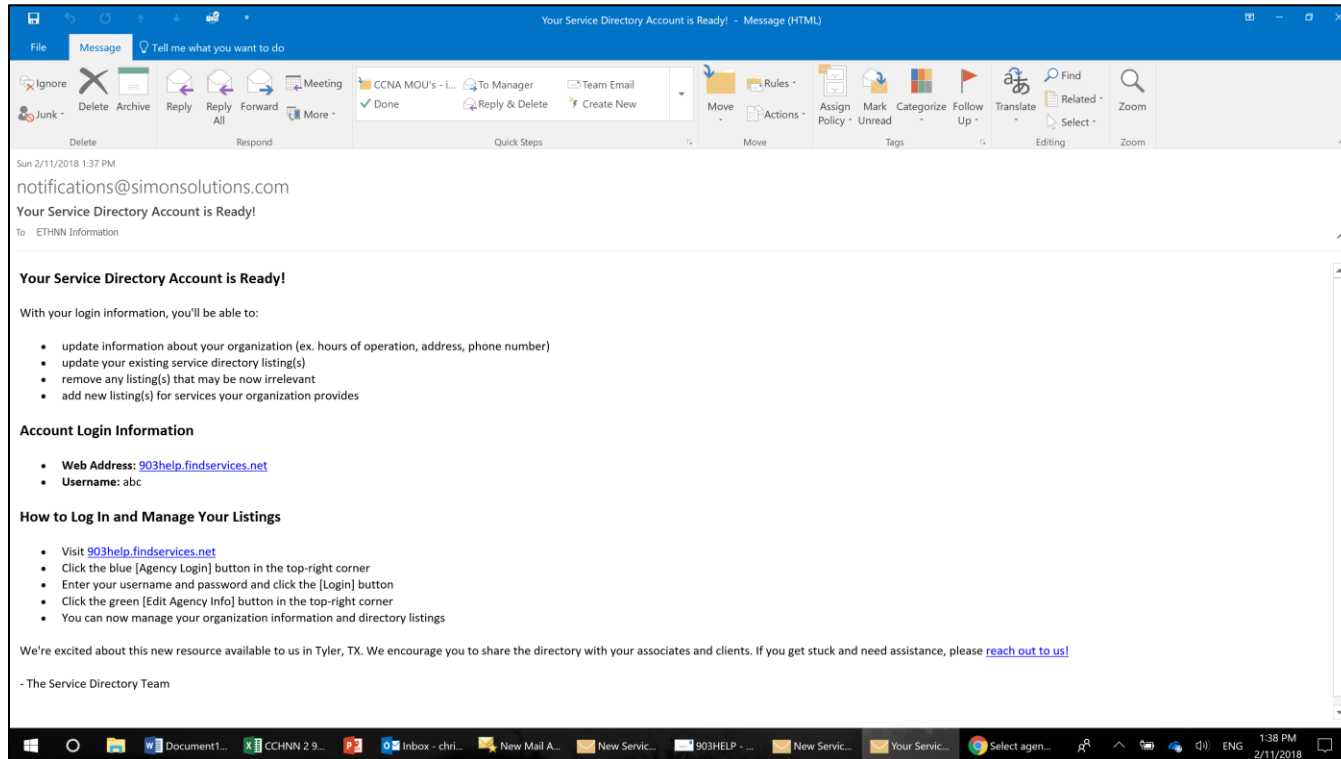 Your Service Directory Account is Ready! - Message (HTML)
File Message Tell me what you want to do
Ignore
Junk
Delete
Archive
Reply
Reply All
Forward
Meeting
More
CCNA MOU's - i...
To Manager
Team Email
Done
Reply & Delete
Create New
Move
Rules
Actions
Assign Policy
Mark Unread
Categorize
Follow Up
Translate
Find
Related
Select
Zoom
Delete Respond Quick Steps Move Tags Editing Zoom
Sun 2/11/2018 1:37 PM
notifications@simonsolutions.com
Your Service Directory Account is Ready!
To ETHNN Information
Your Service Directory Account is Ready!
With your login information, you'll be able to:
• update information about your organization (ex. hours of operation, address, phone number)
• update your existing service directory listing(s)
• remove any listing(s) that may be now irrelevant
• add new listing(s) for services your organization provides
Account Login Information
• Web Address: 903help.findservices.net
• Username: abc
How to Log In and Manage Your Listings
• Visit 903help.findservices.net
• Click the blue [Agency Login] button in the top-right corner
• Enter your username and password and click the [Login] button
• Click the green [Edit Agency Info] button in the top-right corner
• You can now manage your organization information and directory listings
We're excited about this new resource available to us in Tyler, TX. We encourage you to share the directory with your associates and clients. If you get stuck and need assistance, please reach out to us!
- The Service Directory Team
Document1... CCHNN 2 9... Inbox - chri... New Mail A... New Servic... 903HELP - ... New Servic... Your Servic... Select agen... ENG 1:38 PM
2/11/2018